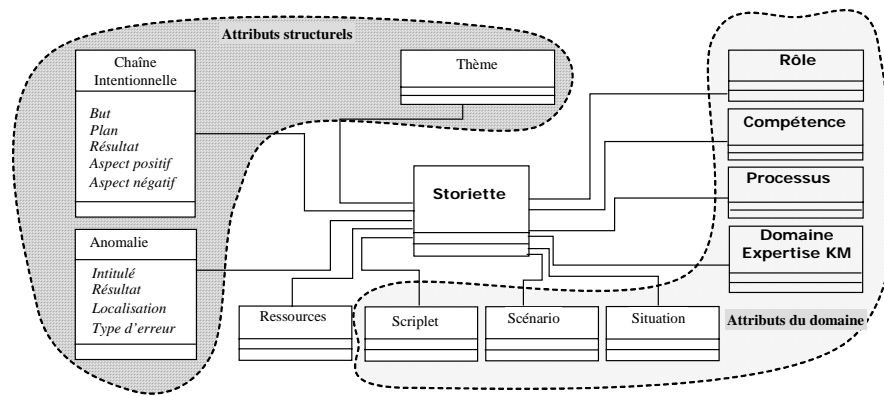 Attributs structurels
Chaîne
Intentionnelle
But
Plan
Résultat
Aspect positif
Aspect négatif
Thème
Rôle
Compétence
Processus
Domaine
Expertise KM
Storiette
Anomalie
Intitulé
Résultat
Localisation
Type d'erreur
Ressources
Scriplet
Scénario
Situation
Attributs du domaine